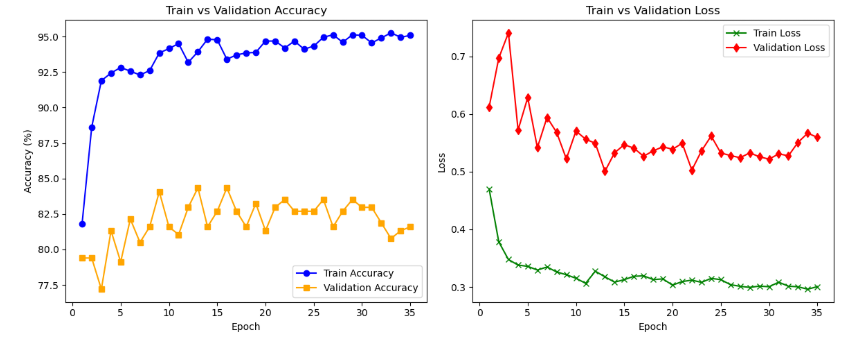 Train vs Validation Accuracy
95.0
92.5
90.0
87.5
85.0
82.5
80.0
77.5
Accuracy (%)
Train Accuracy
Validation Accuracy
0 5 10 15 20 25 30 35
Epoch
Train vs Validation Loss
0.7
0.6
0.5
0.4
0.3
Loss
Train Loss
Validation Loss
0 5 10 15 20 25 30 35
Epoch